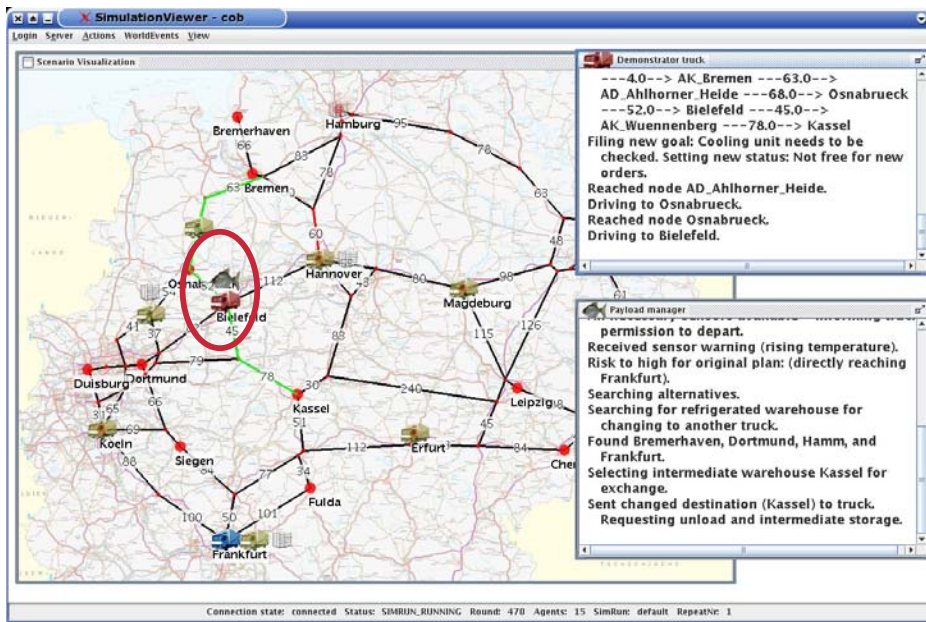 SimulationViewer - cob
Login Server Actions WorldEvents View
Scenario Visualization
Bremerhaven
Hamburg
95
66
83
78
78
Bremen
63
63
60
48
Hannover
80
98
43
Magdeburg
112
52
54
Bielefeld
41
37
45
83
115
126
61
79
Duisburg
Dortmund
78
30
Kassel
240
Leipzig
31
65
69
66
51
45
Koeln
Siegen
112
Erfurt
84
88
77
34
Fulda
100
50
101
Frankfurt
Demonstrator truck
---4.0--> AK_Bremen ---63.0-->
AD_Ahlhorner_Heide ---68.0--> Osnabrueck
---52.0--> Bielefeld ---45.0-->
AK_Wuennenberg ---78.0--> Kassel
Filing new goal: Cooling unit needs to
be checked. Setting new status: Not free for new
orders.
Reached node AD_Ahlhorner_Heide.
Driving to Osnabrueck.
Reached node Osnabrueck.
Driving to Bielefeld.
Payload manager
permission to depart.
Received sensor warning (rising temperature).
Risk to high for original plan: (directly reaching
Frankfurt).
Searching alternatives.
Searching for refrigerated warehouse for
changing to another truck.
Found Bremerhaven, Dortmund, Hamm, and
Frankfurt.
Selecting intermediate warehouse Kassel for
exchange.
Sent changed destination (Kassel) to truck.
Requesting unload and intermediate storage.
Connection state: connected Status: SIMRUN_RUNNING Round: 470 Agents: 15 SimRun: default RepeatNr: 1